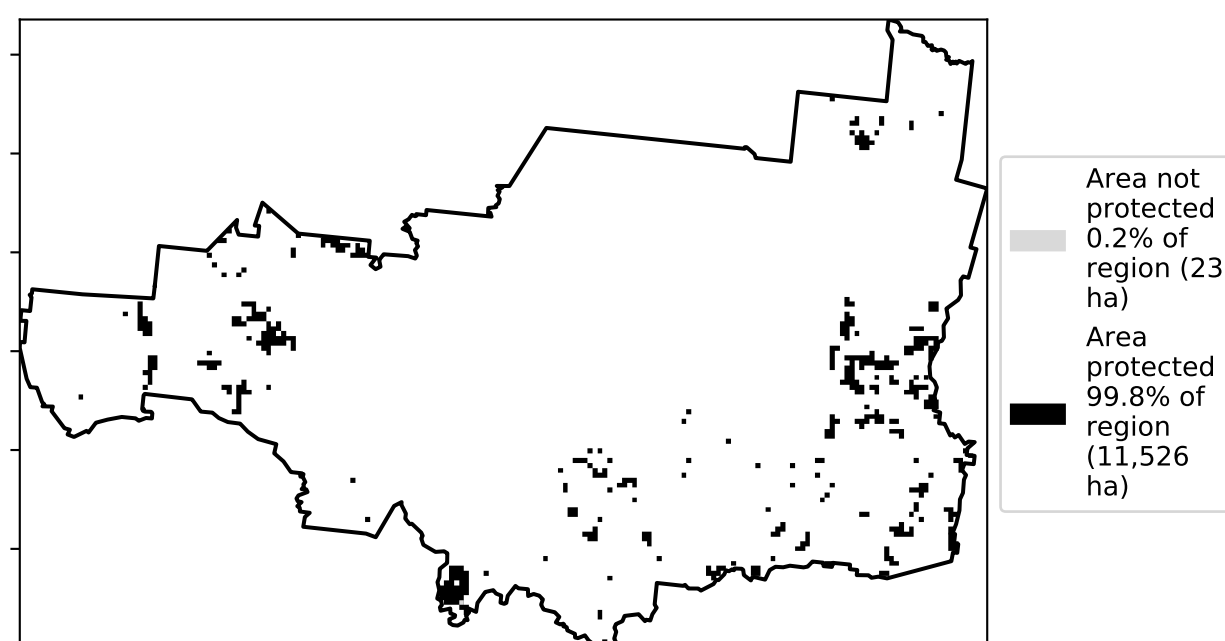 Area not
protected
0.2% of
region (23
ha)
Area
protected
99.8% of
region
(11,526
ha)